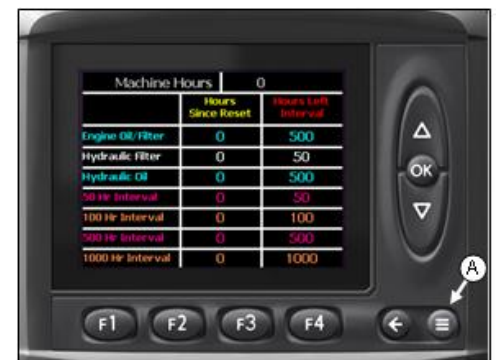 Machine Hours 0
Hours Since Reset Hours Left Interval
Engine Oil/Filter 0 500
Hydraulic Filter 0 50
Hydraulic Oil 0 500
50 Hr Interval 0 50
100 Hr Interval 0 100
500 Hr Interval 0 500
1000 Hr Interval 0 1000
OK
A
F1 F2 F3 F4